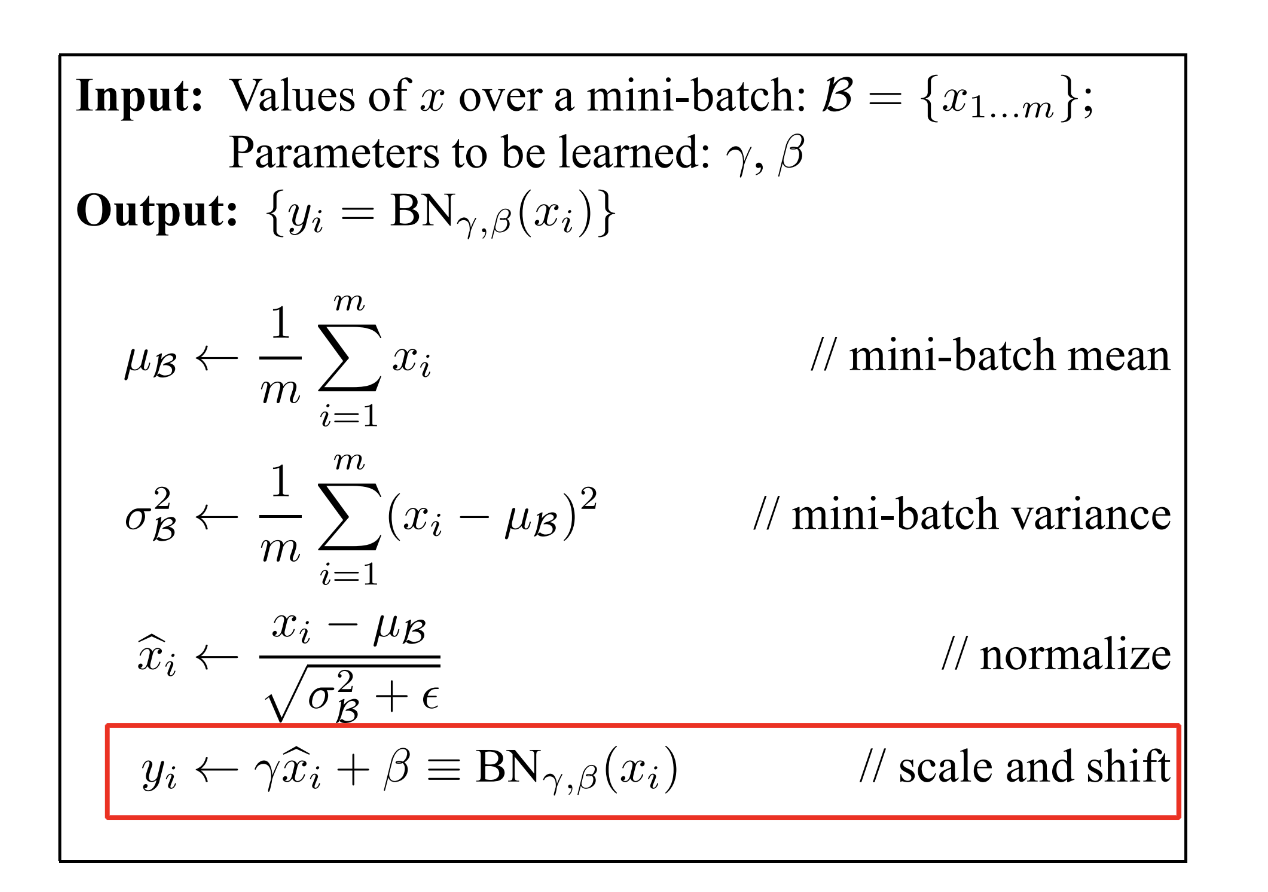 Input: Values of $x$ over a mini-batch: $\mathcal{B} = \{x_{1 \ldots m}\}$;
Parameters to be learned: $\gamma$, $\beta$
Output: $\{y_i = \mathrm{BN}_{\gamma,\beta}(x_i)\}$
$\mu_{\mathcal{B}} \leftarrow \frac{1}{m} \sum_{i=1}^{m} x_i$ // mini-batch mean
$\sigma_{\mathcal{B}}^2 \leftarrow \frac{1}{m} \sum_{i=1}^{m} (x_i - \mu_{\mathcal{B}})^2$ // mini-batch variance
$\widehat{x}_i \leftarrow \frac{x_i - \mu_{\mathcal{B}}}{\sqrt{\sigma_{\mathcal{B}}^2 + \epsilon}}$ // normalize
$y_i \leftarrow \gamma \widehat{x}_i + \beta \equiv \mathrm{BN}_{\gamma,\beta}(x_i)$ // scale and shift